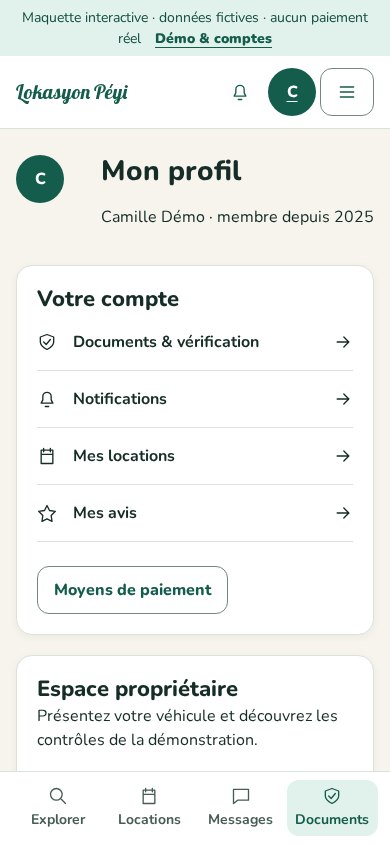 Maquette interactive · données fictives · aucun paiement
réel Démo & comptes
Lokasyon Péyi
C
C
Mon profil
Camille Démo · membre depuis 2025
Votre compte
Documents & vérification
Notifications
Mes locations
Mes avis
Moyens de paiement
Espace propriétaire
Présentez votre véhicule et découvrez les
contrôles de la démonstration.
Explorer
Locations
Messages
Documents